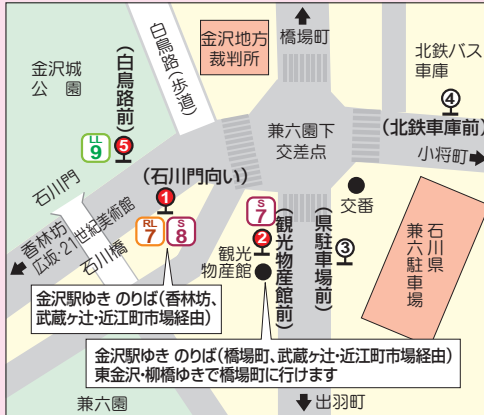 金沢城
公園
(白鳥路前)
白鳥路(歩道)
金沢地方
裁判所
橋場町
北鉄バス
車庫
④
(北鉄車庫前)
小将町
兼六園下
交差点
LL
9
5
石川門
(石川門向い)
1
RL
7
S
8
S
7
2
観光
物産館
(観光物産館前)
(県駐車場前)
③
交番
石川県
兼六駐車場
香林坊
広坂・21世紀美術館
石川橋
金沢駅ゆき のりば(香林坊、
武蔵ヶ辻・近江町市場経由)
金沢駅ゆき のりば(橋場町、武蔵ヶ辻・近江町市場経由)
東金沢・柳橋ゆきで橋場町に行けます
兼六園
出羽町